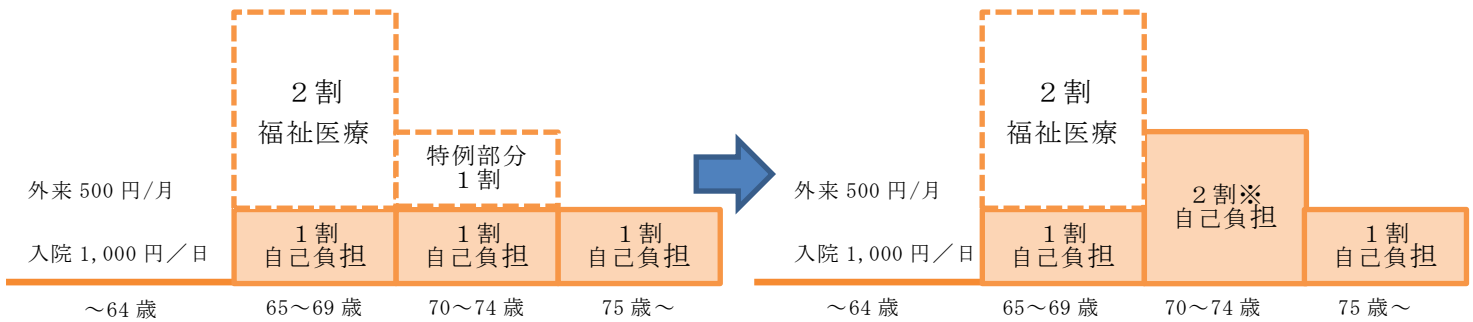 ２割
福祉医療
特例部分
１割
外来 500 円/月
入院 1,000 円／日
１割
自己負担
１割
自己負担
１割
自己負担
～64 歳
65～69 歳
70～74 歳
75 歳～
２割
福祉医療
外来 500 円/月
２割※
自己負担
入院 1,000 円／日
１割
自己負担
１割
自己負担
～64 歳
65～69 歳
70～74 歳
75 歳～